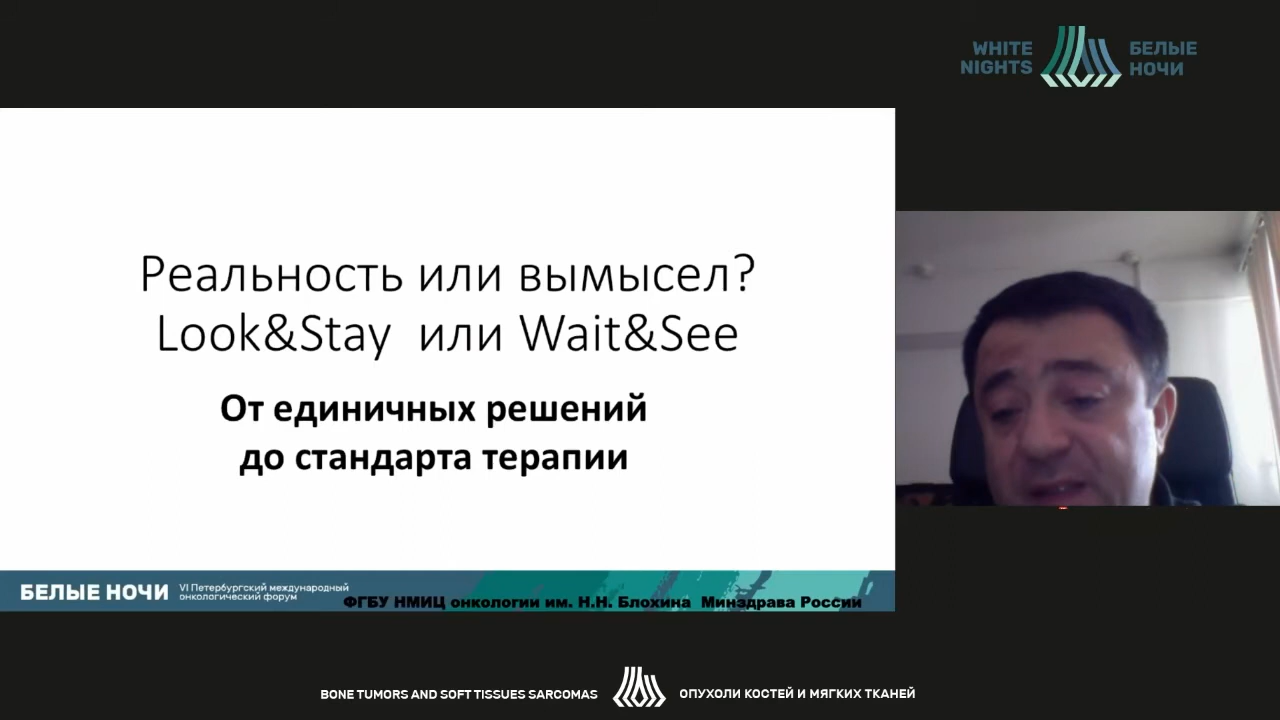 WHITE
NIGHTS
БЕЛЫЕ
НОЧИ
Реальность или вымысел?
Look&Stay или Wait&See
От единичных решений
до стандарта терапии
БЕЛЫЕ НОЧИ
VI Петербургский международный
онкологический форум
ФГБУ НМИЦ онкологии им. Н.Н. Блохина Минздрава России
BONE TUMORS AND SOFT TISSUES SARCOMAS
ОПУХОЛИ КОСТЕЙ И МЯГКИХ ТКАНЕЙ